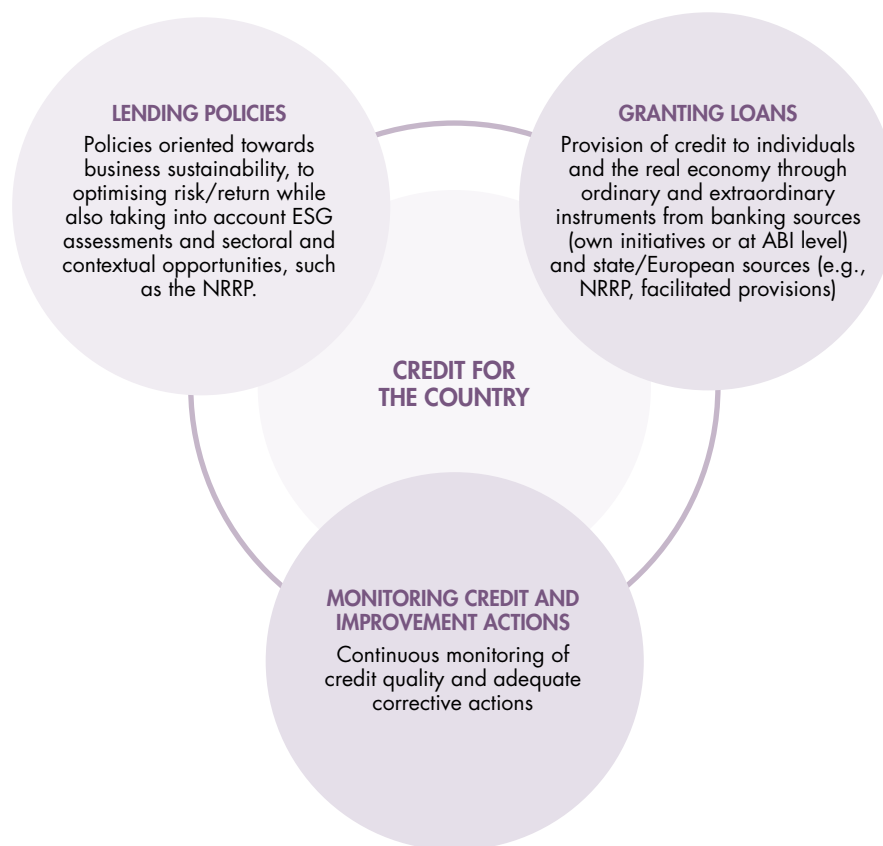 LENDING POLICIES
Policies oriented towards
business sustainability, to
optimising risk/return while
also taking into account ESG
assessments and sectoral and
contextual opportunities, such
as the NRRP.
GRANTING LOANS
Provision of credit to individuals
and the real economy through
ordinary and extraordinary
instruments from banking sources
(own initiatives or at ABI level)
and state/European sources (e.g.,
NRRP, facilitated provisions)
CREDIT FOR
THE COUNTRY
MONITORING CREDIT AND
IMPROVEMENT ACTIONS
Continuous monitoring of
credit quality and adequate
corrective actions